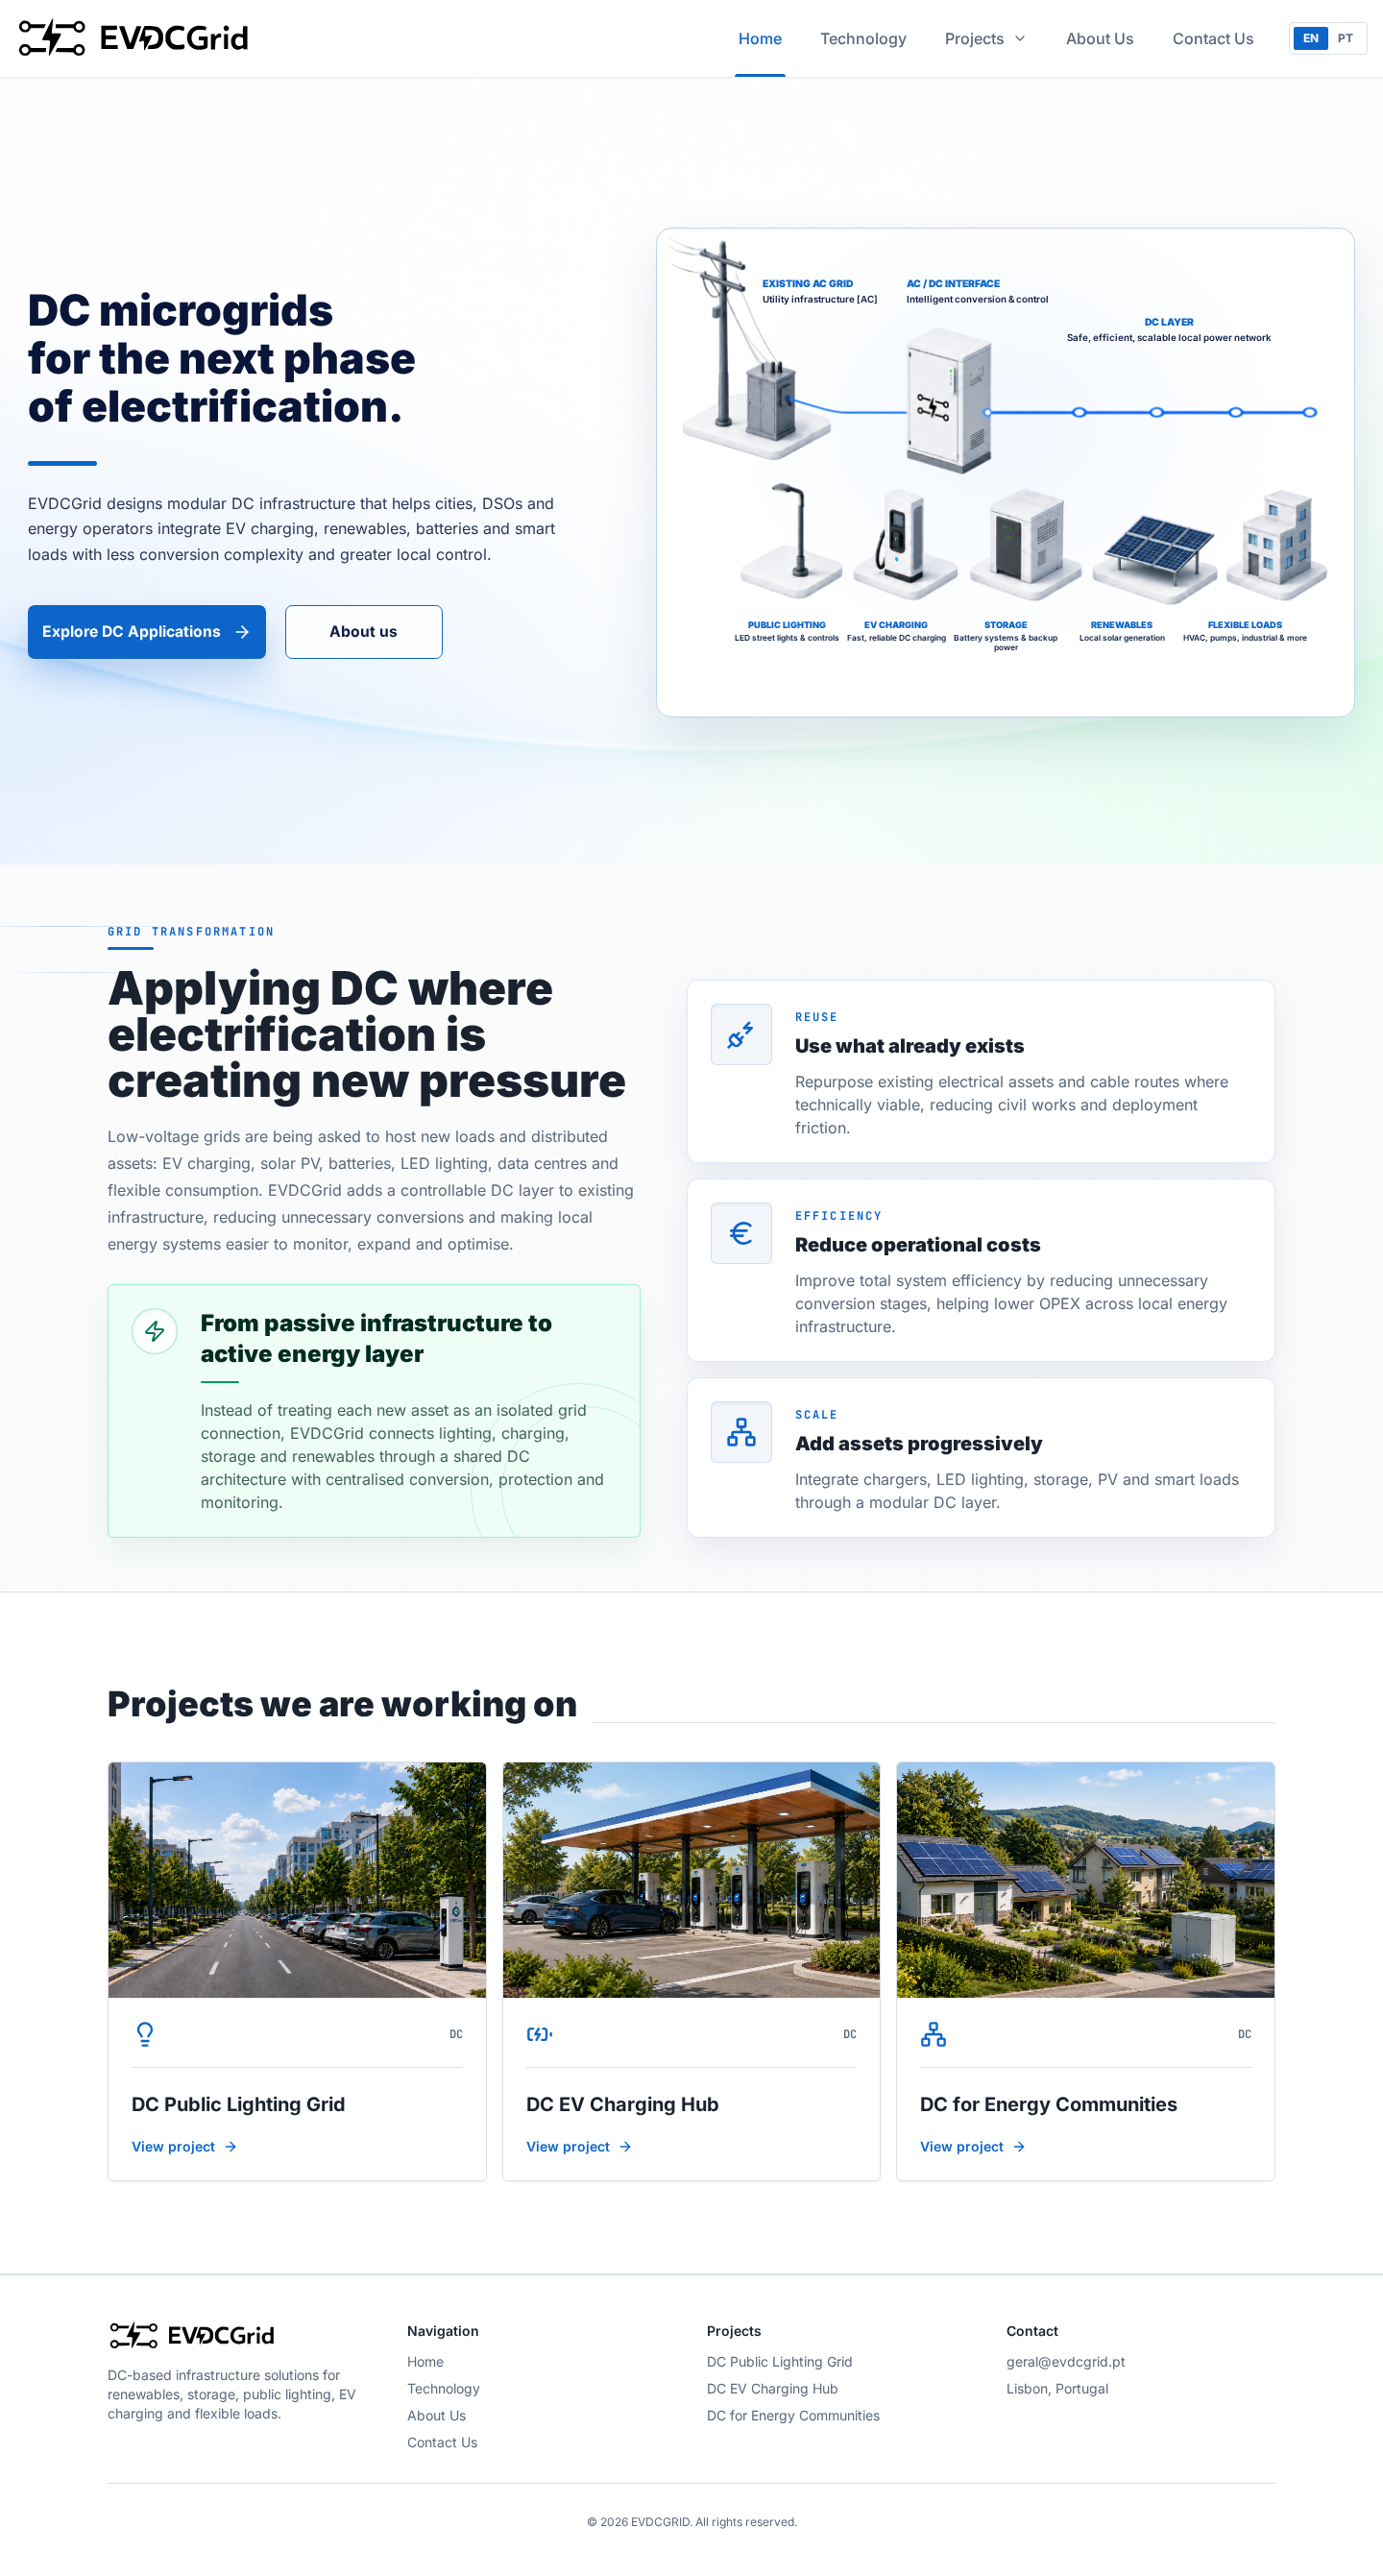 EVDCGrid
Home
Technology
Projects
About Us
Contact Us
EN
PT
DC microgrids
for the next phase
of electrification.
EVDCGrid designs modular DC infrastructure that helps cities, DSOs and
energy operators integrate EV charging, renewables, batteries and smart
loads with less conversion complexity and greater local control.
Explore DC Applications
About us
EXISTING AC GRID
Utility infrastructure [AC]
AC / DC INTERFACE
Intelligent conversion & control
DC LAYER
Safe, efficient, scalable local power network
PUBLIC LIGHTING
LED street lights & controls
EV CHARGING
Fast, reliable DC charging
STORAGE
Battery systems & backup
power
RENEWABLES
Local solar generation
FLEXIBLE LOADS
HVAC, pumps, industrial & more
GRID TRANSFORMATION
Applying DC where
electrification is
creating new pressure
Low-voltage grids are being asked to host new loads and distributed
assets: EV charging, solar PV, batteries, LED lighting, data centres and
flexible consumption. EVDCGrid adds a controllable DC layer to existing
infrastructure, reducing unnecessary conversions and making local
energy systems easier to monitor, expand and optimise.
From passive infrastructure to
active energy layer
Instead of treating each new asset as an isolated grid
connection, EVDCGrid connects lighting, charging,
storage and renewables through a shared DC
architecture with centralised conversion, protection and
monitoring.
REUSE
Use what already exists
Repurpose existing electrical assets and cable routes where
technically viable, reducing civil works and deployment
friction.
EFFICIENCY
Reduce operational costs
Improve total system efficiency by reducing unnecessary
conversion stages, helping lower OPEX across local energy
infrastructure.
SCALE
Add assets progressively
Integrate chargers, LED lighting, storage, PV and smart loads
through a modular DC layer.
Projects we are working on
DC
DC Public Lighting Grid
View project
DC
DC EV Charging Hub
View project
DC
DC for Energy Communities
View project
EVDCGrid
DC-based infrastructure solutions for
renewables, storage, public lighting, EV
charging and flexible loads.
Navigation
Home
Technology
About Us
Contact Us
Projects
DC Public Lighting Grid
DC EV Charging Hub
DC for Energy Communities
Contact
geral@evdcgrid.pt
Lisbon, Portugal
© 2026 EVDCGRID. All rights reserved.